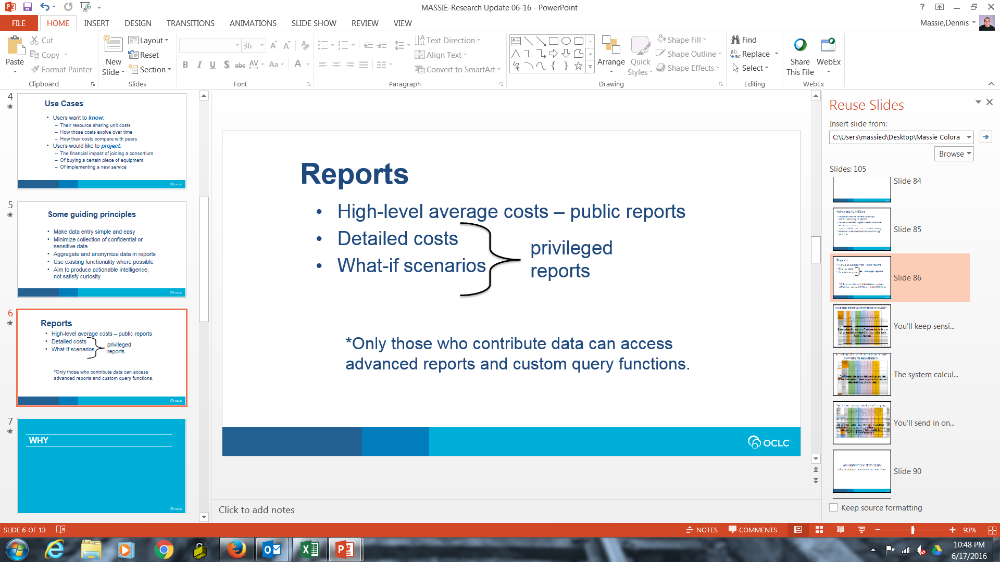 MASSIE-Research Update 06-16 - PowerPoint
?
FILE
HOME
INSERT
DESIGN
TRANSITIONS
ANIMATIONS
SLIDE SHOW
REVIEW
VIEW
Massie,Dennis
Paste
Cut
Copy
Format Painter
Clipboard
New
Slide
Layout
Reset
Section
Slides
36
B I U S abc AV Aa A
Font
Text Direction
Align Text
Convert to SmartArt
Paragraph
Arrange
Quick
Styles
Shape Fill
Shape Outline
Shape Effects
Drawing
Find
Replace
Select
Editing
Share
This File
WebEx
WebEx
4
Use Cases
• Users want to know:
– Their resource sharing unit costs
– How those costs evolve over time
– How their costs compare with peers
• Users would like to project:
– The financial impact of joining a consortium
– Of buying a certain piece of equipment
– Of implementing a new service
OCLC
5
Some guiding principles
• Make data entry simple and easy
• Minimize collection of confidential or
sensitive data
• Aggregate and anonymize data in reports
• Use existing functionality where possible
• Aim to produce actionable intelligence,
not satisfy curiosity
OCLC
6
Reports
• High-level average costs – public reports
• Detailed costs
• What-if scenarios
privileged
reports
*Only those who contribute data can access
advanced reports and custom query functions.
OCLC
7
WHY
OCLC
Reports
• High-level average costs – public reports
• Detailed costs
• What-if scenarios
privileged
reports
*Only those who contribute data can access
advanced reports and custom query functions.
OCLC
Click to add notes
Reuse Slides
Insert slide from:
C:\Users\massied\Desktop\Massie Colora
Browse
Slides: 105
Slide 84
Slide 85
Slide 86
You'll keep sensi...
The system calcul...
You'll send in on...
Slide 90
Keep source formatting
SLIDE 6 OF 13
NOTES
COMMENTS
93%
10:48 PM
6/17/2016